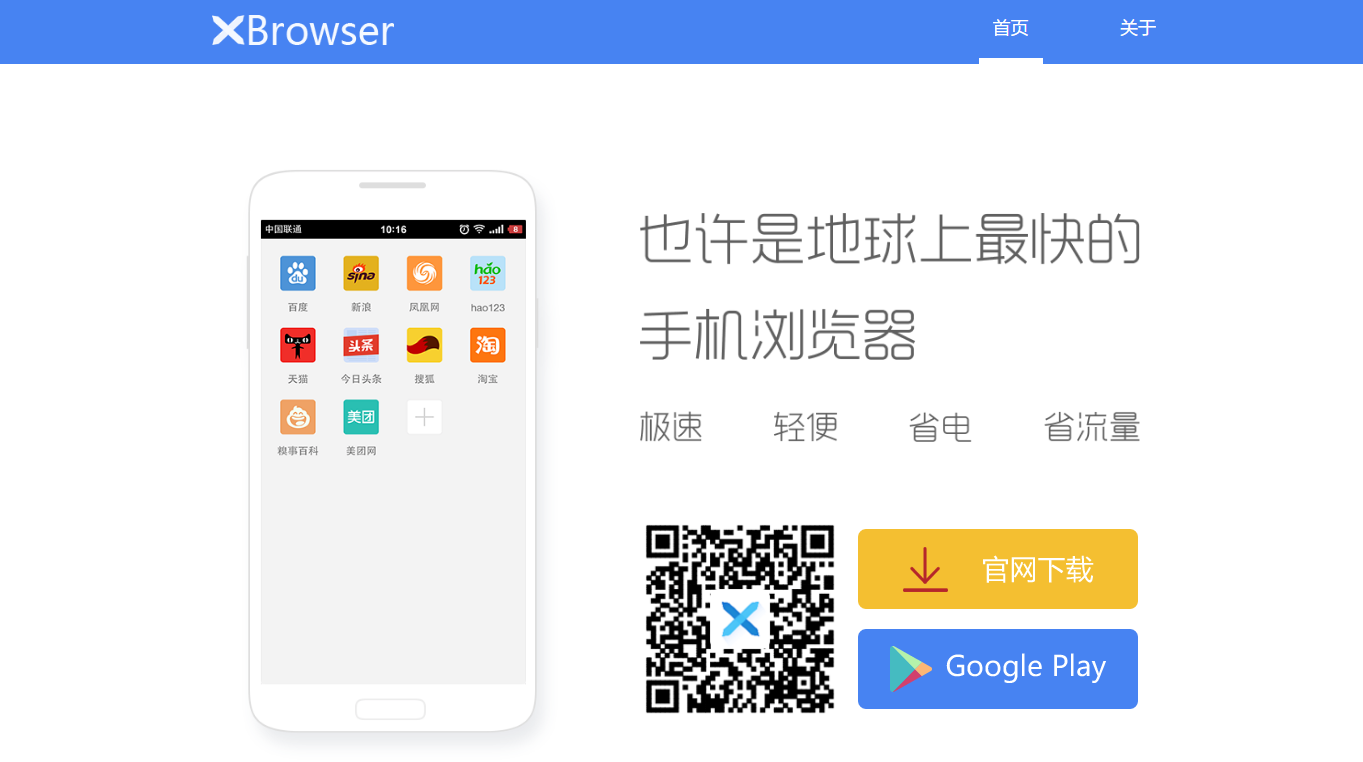 XBrowser
首页
关于
中国联通 10:16 8
du sina hao123
百度 新浪 凤凰网 hao123
头条 淘
天猫 今日头条 搜狐 淘宝
美团
糗事百科 美团网
也许是地球上最快的
手机浏览器
极速 轻便 省电 省流量
官网下载
Google Play